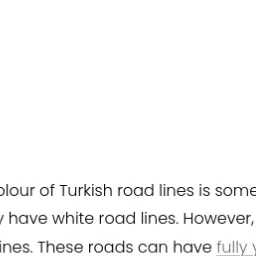 olour of Turkish road lines is some
y have white road lines. However,
ines. These roads can have fully y